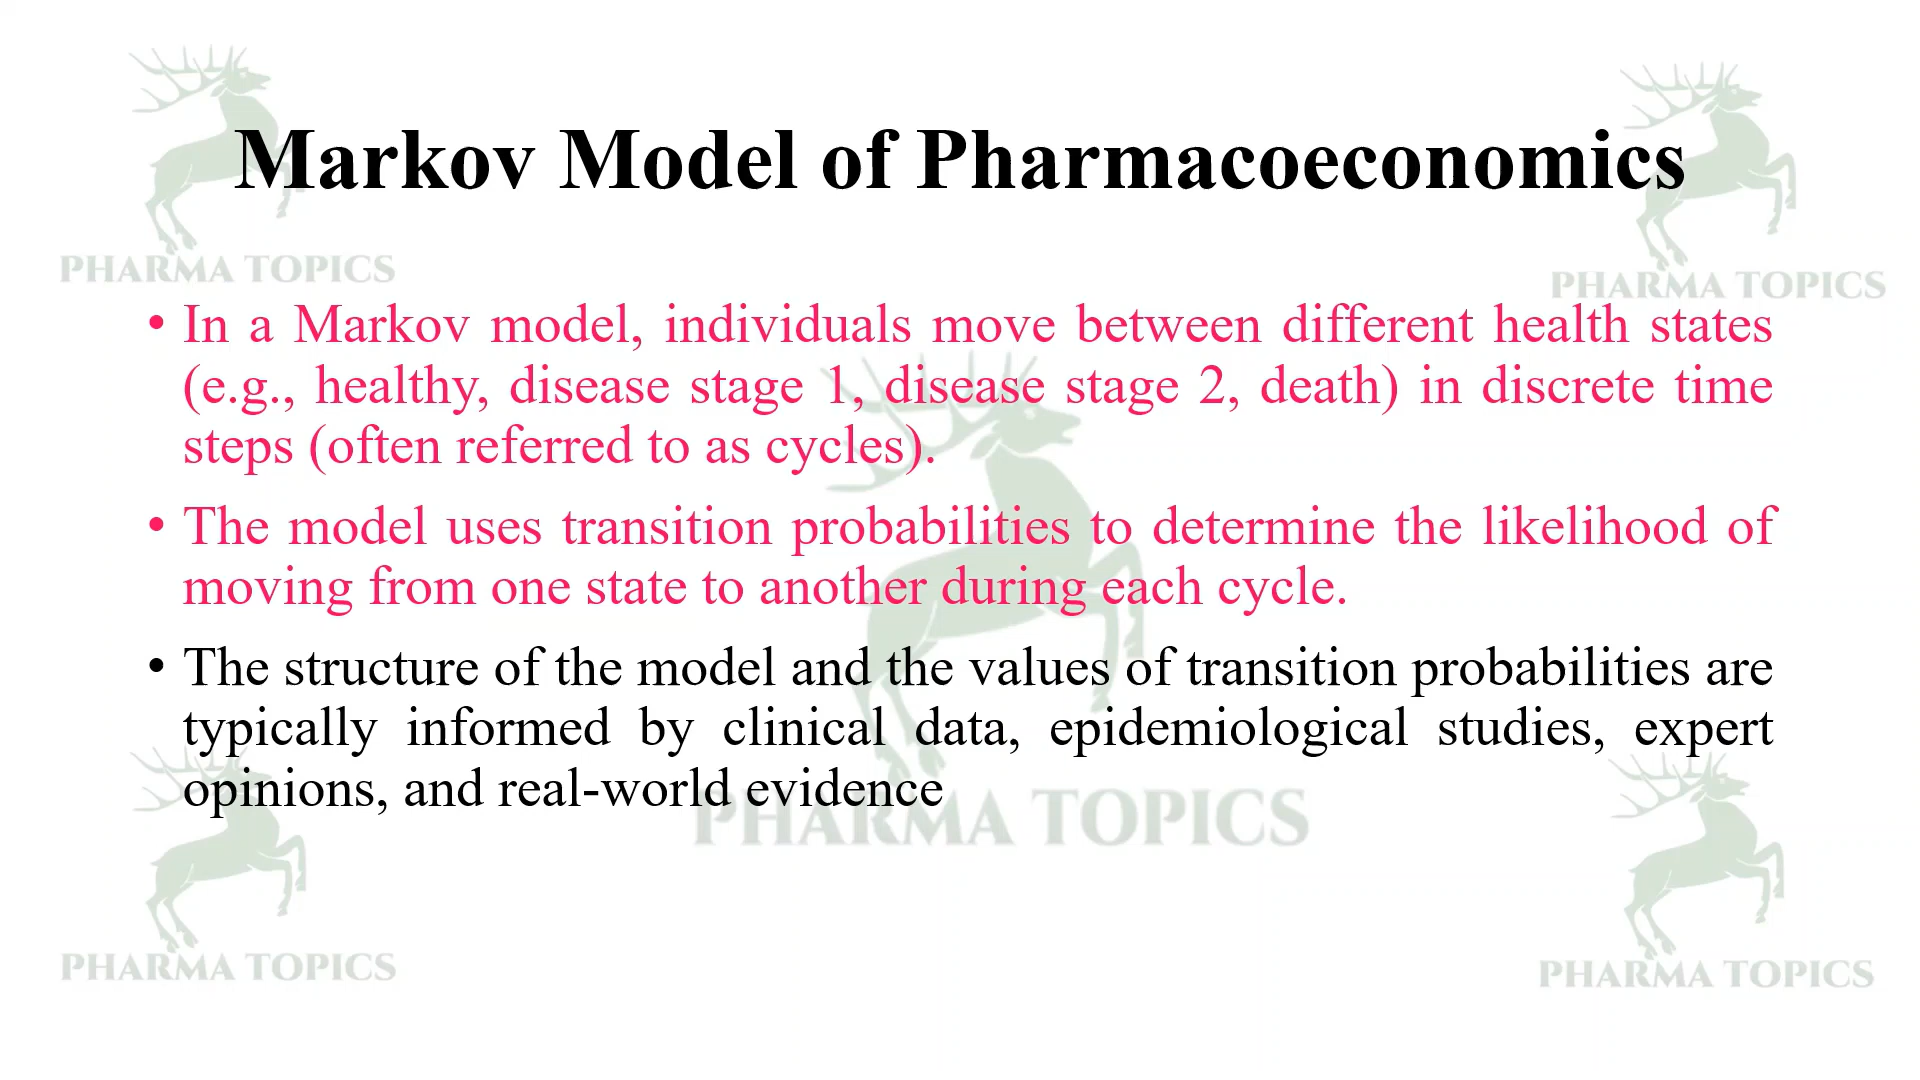 Markov Model of Pharmacoeconomics
PHARMA TOPICS
PHARMA TOPICS
• In a Markov model, individuals move between different health states
(e.g., healthy, disease stage 1, disease stage 2, death) in discrete time
steps (often referred to as cycles).
• The model uses transition probabilities to determine the likelihood of
moving from one state to another during each cycle.
• The structure of the model and the values of transition probabilities are
typically informed by clinical data, epidemiological studies, expert
opinions, and real-world evidence
PHARMA TOPICS
PHARMA TOPICS
PHARMA TOPICS